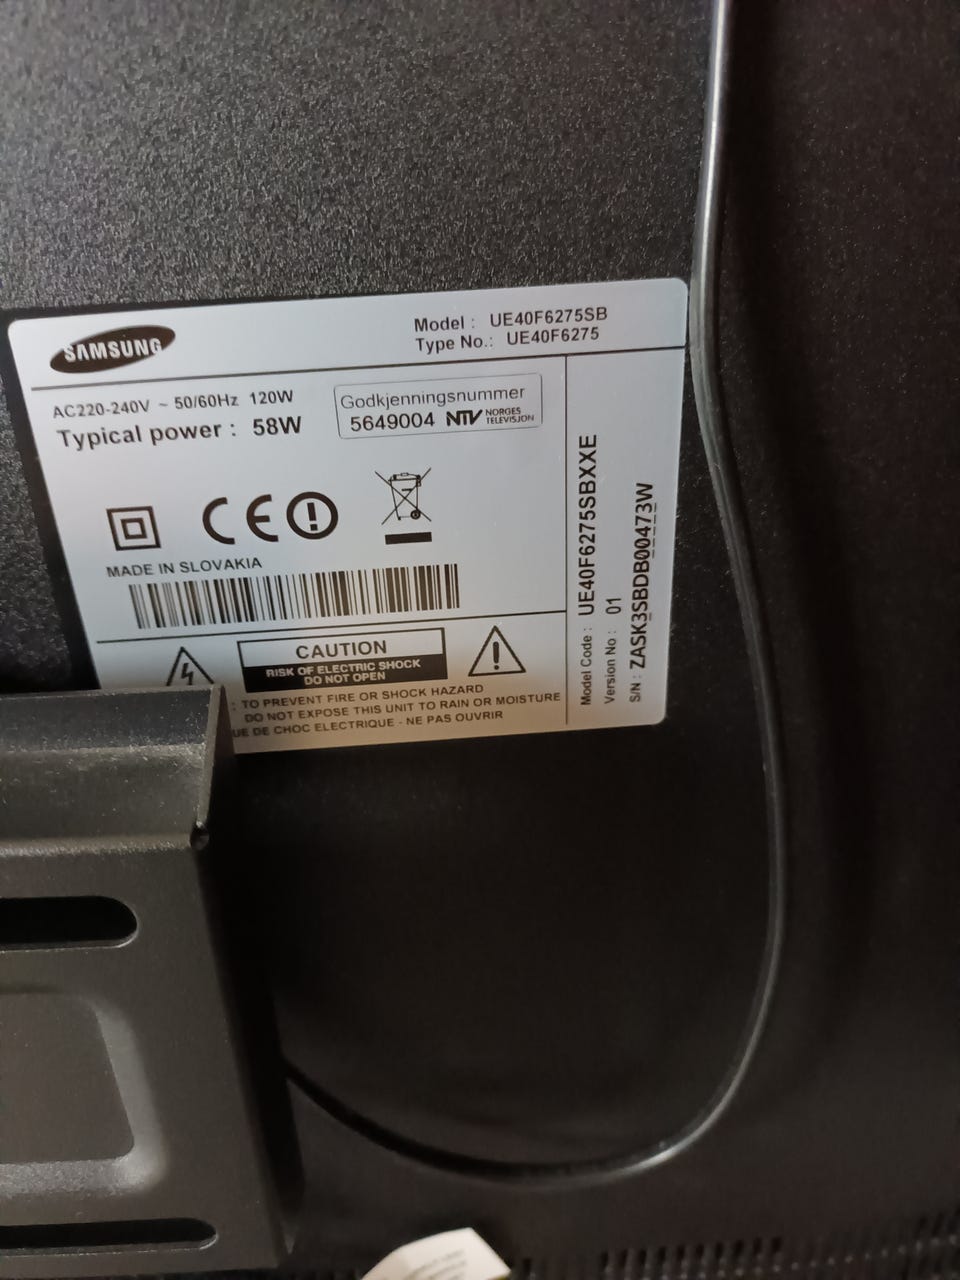 SAMSUNG
Model : UE40F6275SB
Type No.: UE40F6275
AC220-240V ~ 50/60Hz 120W
Typical power : 58W
Godkjenningsnummer
5649004 NTV NORGES TELEVISJON
CE
MADE IN SLOVAKIA
CAUTION
RISK OF ELECTRIC SHOCK
DO NOT OPEN
: TO PREVENT FIRE OR SHOCK HAZARD
DO NOT EXPOSE THIS UNIT TO RAIN OR MOISTURE
UE DE CHOC ELECTRIQUE - NE PAS OUVRIR
Model Code : UE40F6275SBXXE
Version No : 01
S/N : ZASK3SBDB00473W